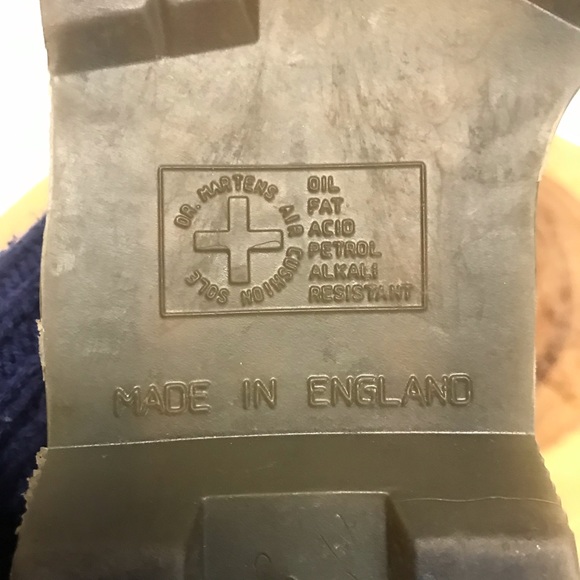 DR. MARTENS AIR CUSHION SOLE
OIL
FAT
ACID
PETROL
ALKALI
RESISTANT
MADE IN ENGLAND